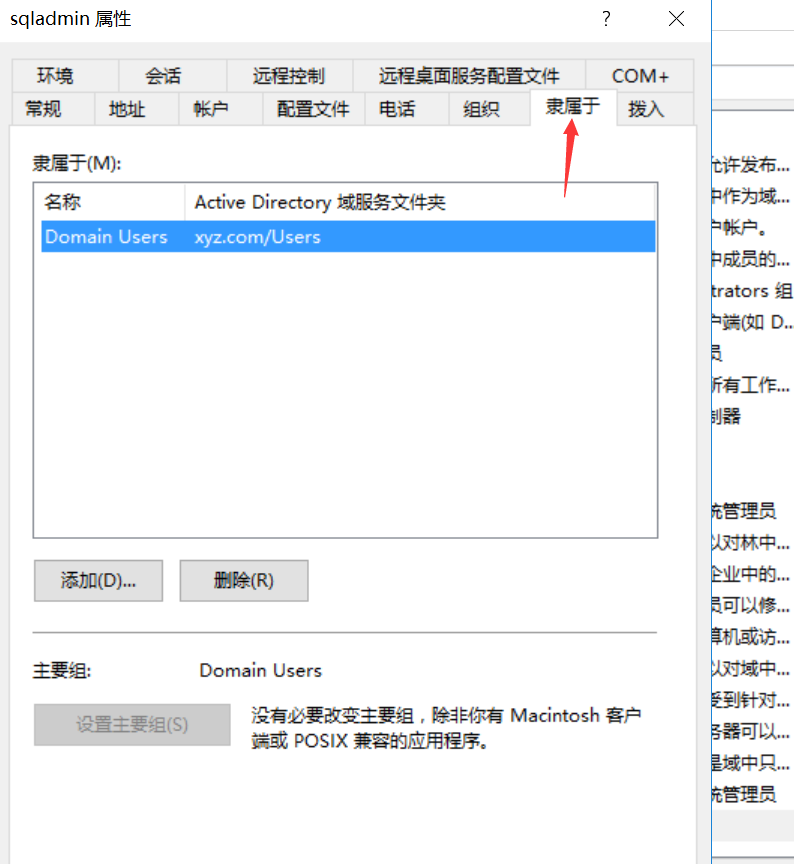 sqladmin 属性
环境 会话 远程控制 远程桌面服务配置文件 COM+
常规 地址 帐户 配置文件 电话 组织 隶属于 拨入
隶属于(M):
名称 Active Directory 域服务文件夹
Domain Users xyz.com/Users
添加(D)... 删除(R)
主要组: Domain Users
设置主要组(S)
没有必要改变主要组，除非你有 Macintosh 客户
端或 POSIX 兼容的应用程序。
允许发布...
中作为域...
户帐户。
中成员的...
trators 组
户端(如 D...
员
所有工作...
制器
统管理员
以对林中...
企业中的...
员可以修...
算机或访...
以对域中...
受到针对...
务器可以...
是域中只...
统管理员